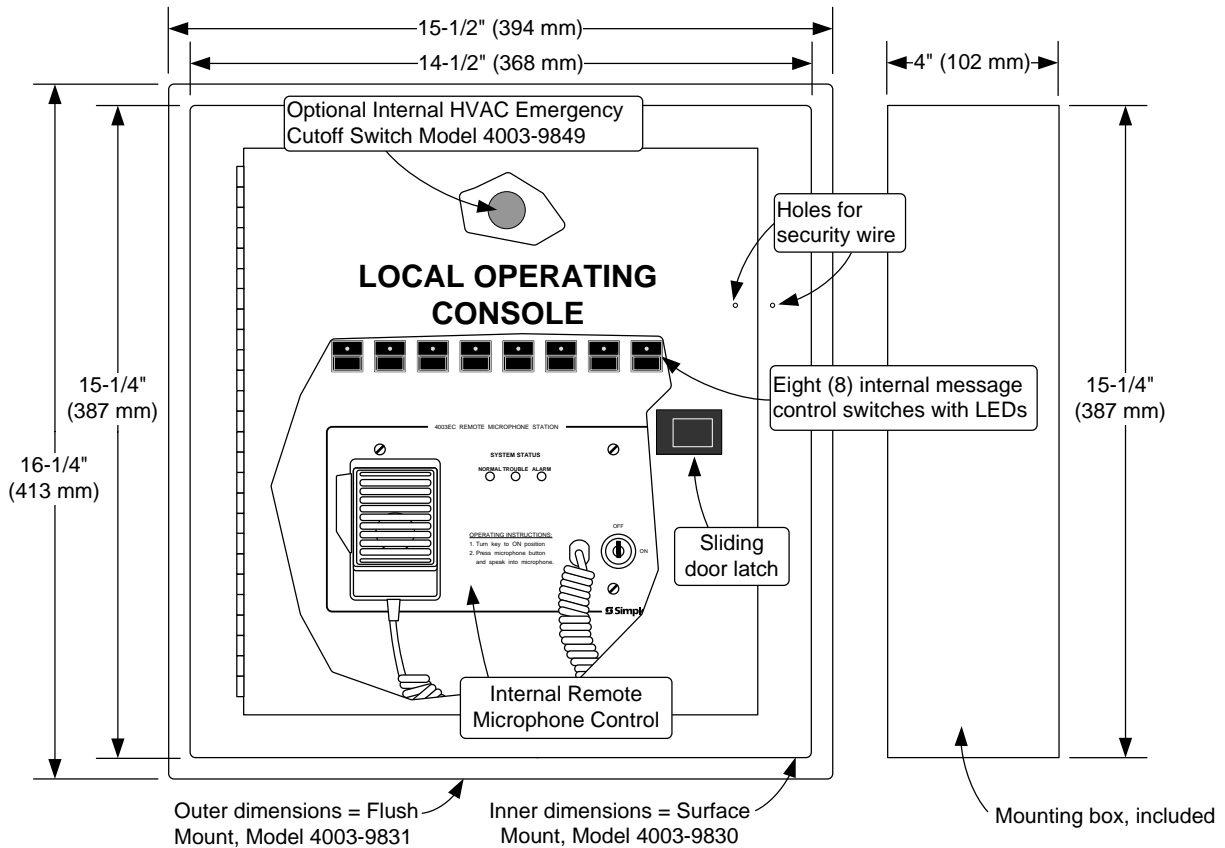 15-1/2" (394 mm)
14-1/2" (368 mm)
4" (102 mm)
Optional Internal HVAC Emergency
Cutoff Switch Model 4003-9849
Holes for
security wire
LOCAL OPERATING
CONSOLE
15-1/4"
(387 mm)
16-1/4"
(413 mm)
Eight (8) internal message
control switches with LEDs
15-1/4"
(387 mm)
4003EC REMOTE MICROPHONE STATION
SYSTEM STATUS
NORMAL TROUBLE ALARM
OPERATING INSTRUCTIONS:
1. Turn key to ON position
2. Press microphone button
and speak into microphone.
OFF
ON
Sliding
door latch
Simpl
Internal Remote
Microphone Control
Outer dimensions = Flush
Mount, Model 4003-9831
Inner dimensions = Surface
Mount, Model 4003-9830
Mounting box, included